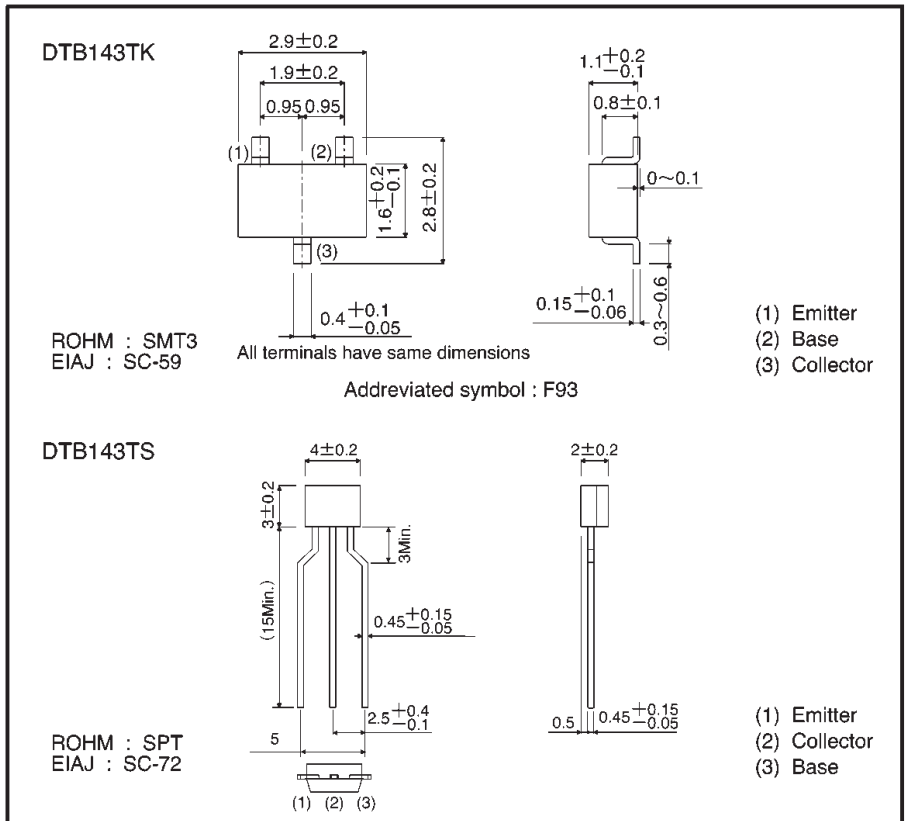 DTB143TK
2.9±0.2
1.9±0.2
0.95 0.95
(1) (2)
(3)
1.6+0.2−0.1
2.8±0.2
0.4+0.1−0.05
1.1+0.2−0.1
0.8±0.1
0~0.1
0.15+0.1−0.06
0.3~0.6
ROHM : SMT3
EIAJ : SC-59
All terminals have same dimensions
Addreviated symbol : F93
(1) Emitter
(2) Base
(3) Collector
DTB143TS
4±0.2
3±0.2
(15Min.)
3Min.
0.45+0.15−0.05
2.5+0.4−0.1
5
(1) (2) (3)
2±0.2
0.5 0.45+0.15−0.05
ROHM : SPT
EIAJ : SC-72
(1) Emitter
(2) Collector
(3) Base